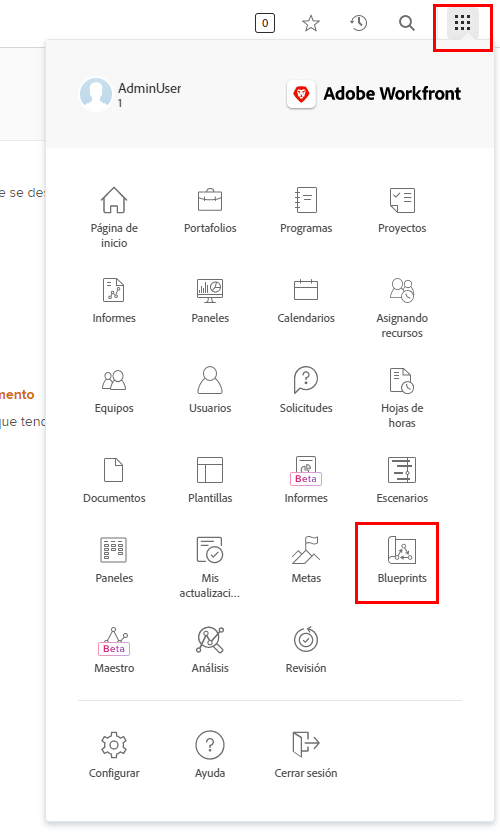 0
AdminUser
1
Adobe Workfront
e se des
Página de
inicio
Portafolios
Programas
Proyectos
Informes
Paneles
Calendarios
Asignando
recursos
mento
que tend
Equipos
Usuarios
Solicitudes
Hojas de
horas
Documentos
Plantillas
Beta
Informes
Escenarios
Paneles
Mis
actualizaci...
Metas
Blueprints
Beta
Maestro
Análisis
Revisión
Configurar
Ayuda
Cerrar sesión